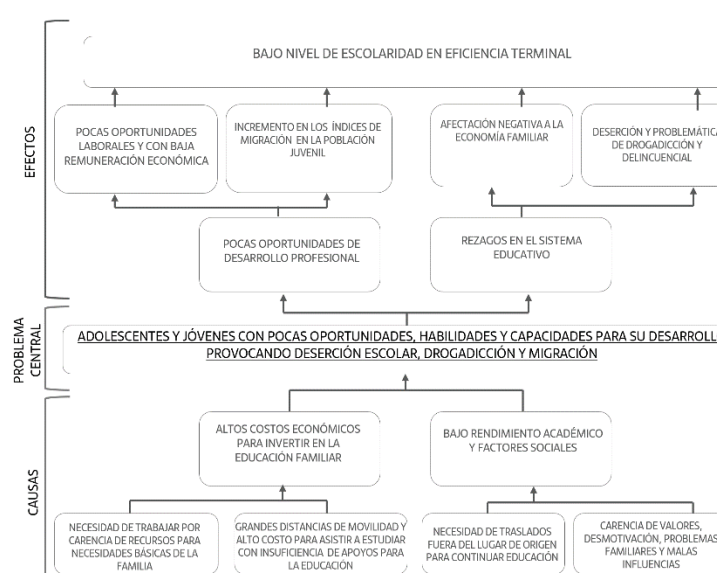 BAJO NIVEL DE ESCOLARIDAD EN EFICIENCIA TERMINAL
EFECTOS
POCAS OPORTUNIDADES
LABORALES Y CON BAJA
REMUNERACIÓN ECONÓMICA
INCREMENTO EN LOS ÍNDICES DE
MIGRACIÓN EN LA POBLACIÓN
JUVENIL
AFECTACIÓN NEGATIVA A LA
ECONOMÍA FAMILIAR
DESERCIÓN Y PROBLEMÁTICA
DE DROGADICCIÓN Y
DELINCUENCIAL
POCAS OPORTUNIDADES DE
DESARROLLO PROFESIONAL
REZAGOS EN EL SISTEMA
EDUCATIVO
PROBLEMA
CENTRAL
ADOLESCENTES Y JÓVENES CON POCAS OPORTUNIDADES, HABILIDADES Y CAPACIDADES PARA SU DESARROLL
PROVOCANDO DESERCIÓN ESCOLAR, DROGADICCIÓN Y MIGRACIÓN
CAUSAS
ALTOS COSTOS ECONÓMICOS
PARA INVERTIR EN LA
EDUCACIÓN FAMILIAR
BAJO RENDIMIENTO ACADÉMICO
Y FACTORES SOCIALES
NECESIDAD DE TRABAJAR POR
CARENCIA DE RECURSOS PARA
NECESIDADES BÁSICAS DE LA
FAMILIA
GRANDES DISTANCIAS DE MOVILIDAD Y
ALTO COSTO PARA ASISTIR A ESTUDIAR
CON INSUFICIENCIA DE APOYOS PARA
LA EDUCACIÓN
NECESIDAD DE TRASLADOS
FUERA DEL LUGAR DE ORIGEN
PARA CONTINUAR EDUCACIÓN
CARENCIA DE VALORES,
DESMOTIVACIÓN, PROBLEMAS
FAMILIARES Y MALAS
INFLUENCIAS